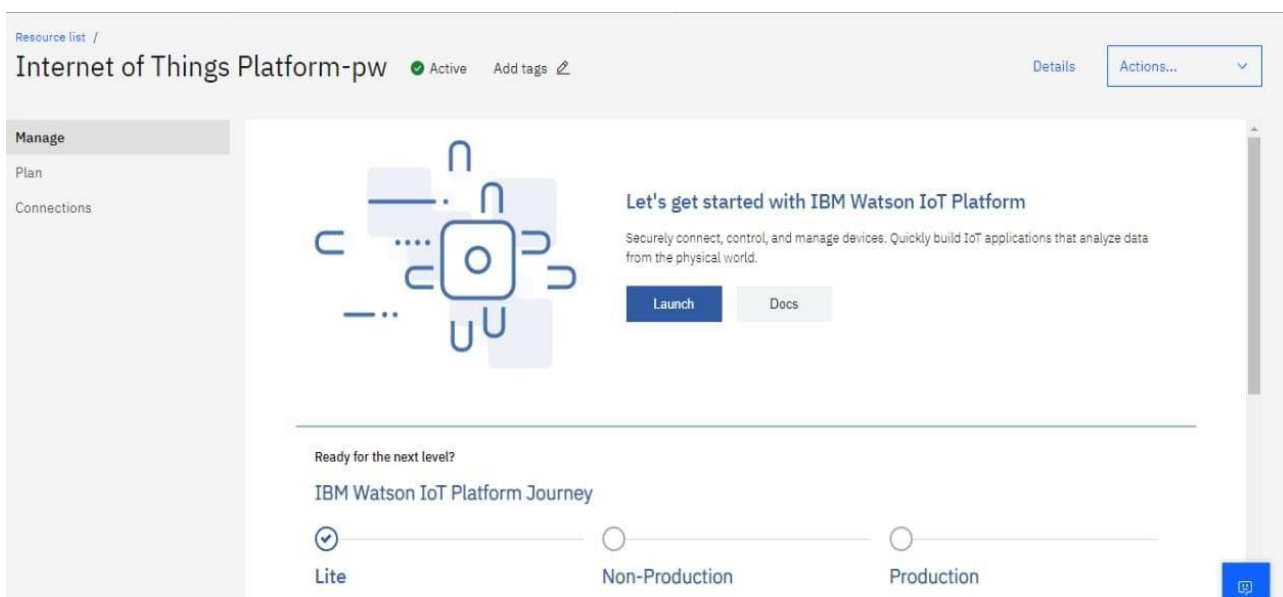 Resource list /
Internet of Things Platform-pw Active Add tags
Details Actions...
Manage
Plan
Connections
Let's get started with IBM Watson IoT Platform
Securely connect, control, and manage devices. Quickly build IoT applications that analyze data
from the physical world.
Launch Docs
Ready for the next level?
IBM Watson IoT Platform Journey
Lite Non-Production Production